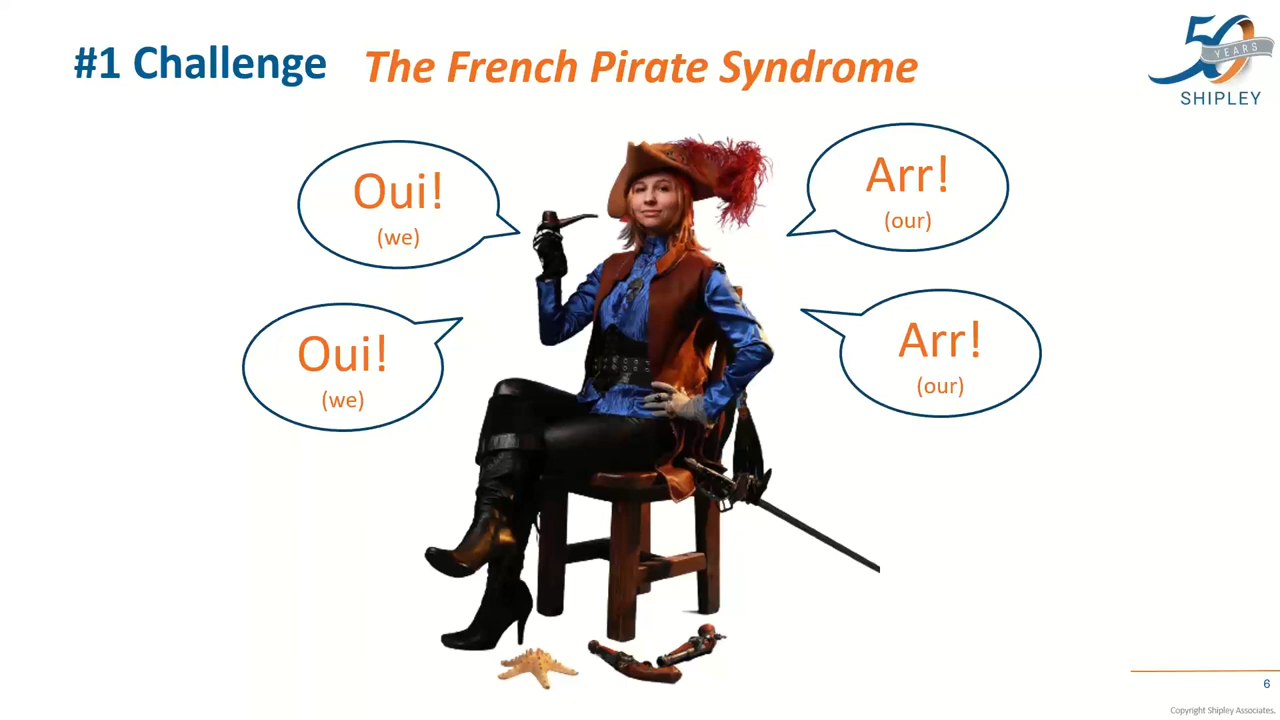 #1 Challenge The French Pirate Syndrome
50
YEARS
SHIPLEY
Oui!
(we)
Arr!
(our)
Oui!
(we)
Arr!
(our)
6
Copyright Shipley Associates.